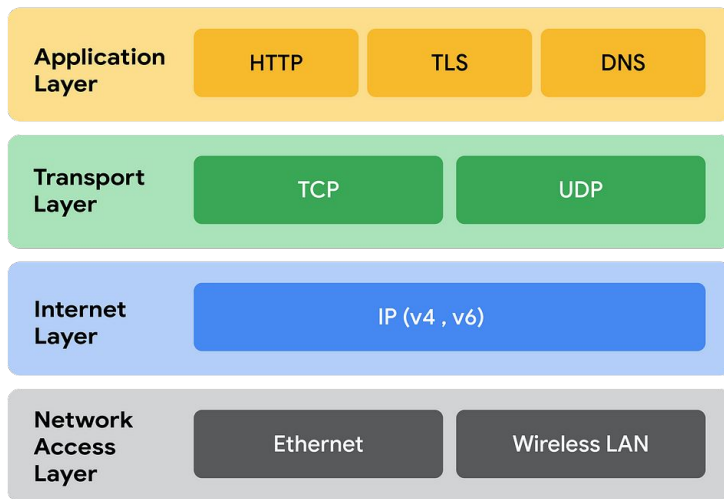 Application
Layer
HTTP
TLS
DNS
Transport
Layer
TCP
UDP
Internet
Layer
IP (v4 , v6)
Network
Access
Layer
Ethernet
Wireless LAN